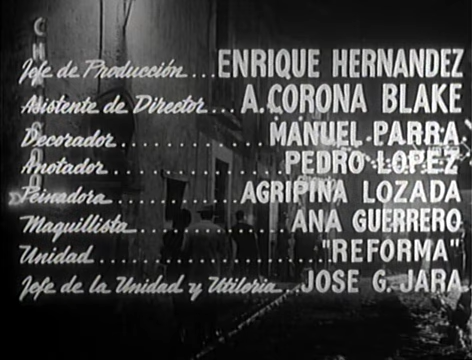 Jefe de Producción...ENRIQUE HERNANDEZ
Asistente de Director...A. CORONA BLAKE
Decorador............MANUEL PARRA
Anotador............PEDRO LOPEZ
Peinadora...........AGRIPINA LOZADA
Maquillista............ANA GUERRERO
Unidad..................."REFORMA"
Jefe de la Unidad y Utileria...JOSE G. JARA